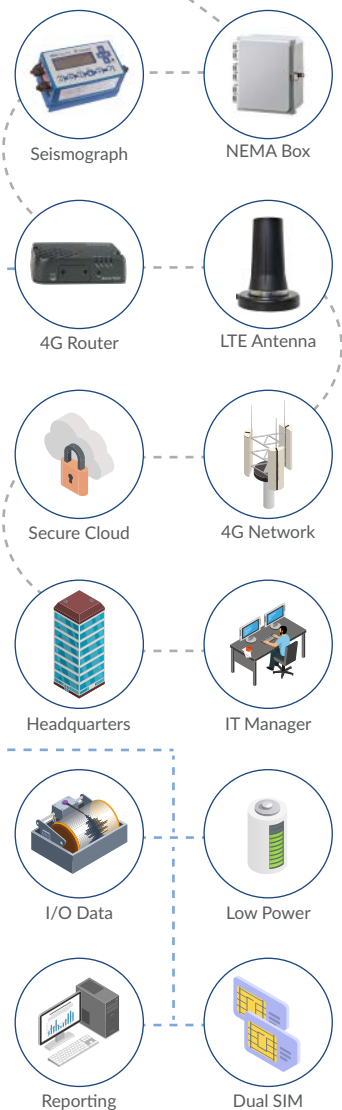 Seismograph
NEMA Box
4G Router
LTE Antenna
Secure Cloud
4G Network
Headquarters
IT Manager
I/O Data
Low Power
Reporting
Dual SIM